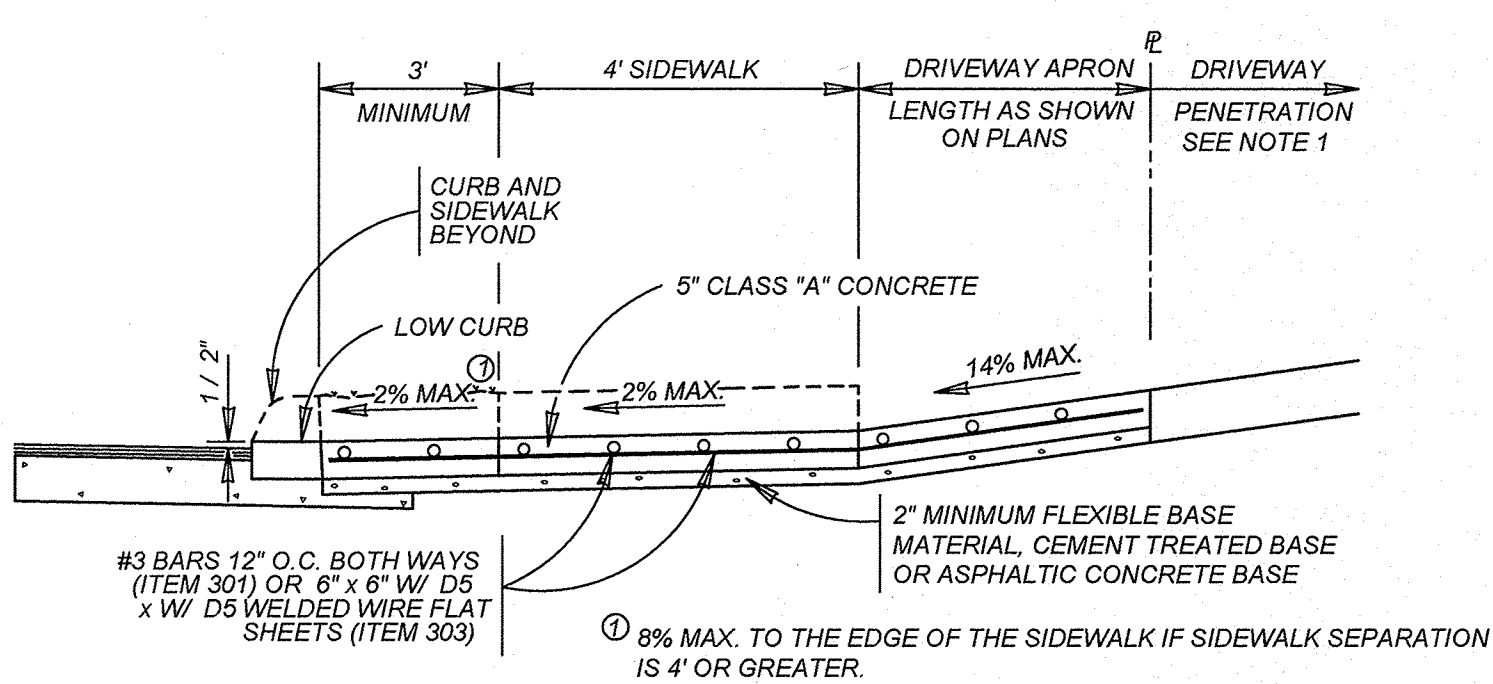 ℄
3'
MINIMUM
4' SIDEWALK
DRIVEWAY APRON
LENGTH AS SHOWN
ON PLANS
DRIVEWAY
PENETRATION
SEE NOTE 1
CURB AND
SIDEWALK
BEYOND
5" CLASS "A" CONCRETE
LOW CURB
1 / 2"
2% MAX.
1
2% MAX.
14% MAX.
2" MINIMUM FLEXIBLE BASE
MATERIAL, CEMENT TREATED BASE
OR ASPHALTIC CONCRETE BASE
#3 BARS 12" O.C. BOTH WAYS
(ITEM 301) OR 6" x 6" W/ D5
x W/ D5 WELDED WIRE FLAT
SHEETS (ITEM 303)
1 8% MAX. TO THE EDGE OF THE SIDEWALK IF SIDEWALK SEPARATION
IS 4' OR GREATER.